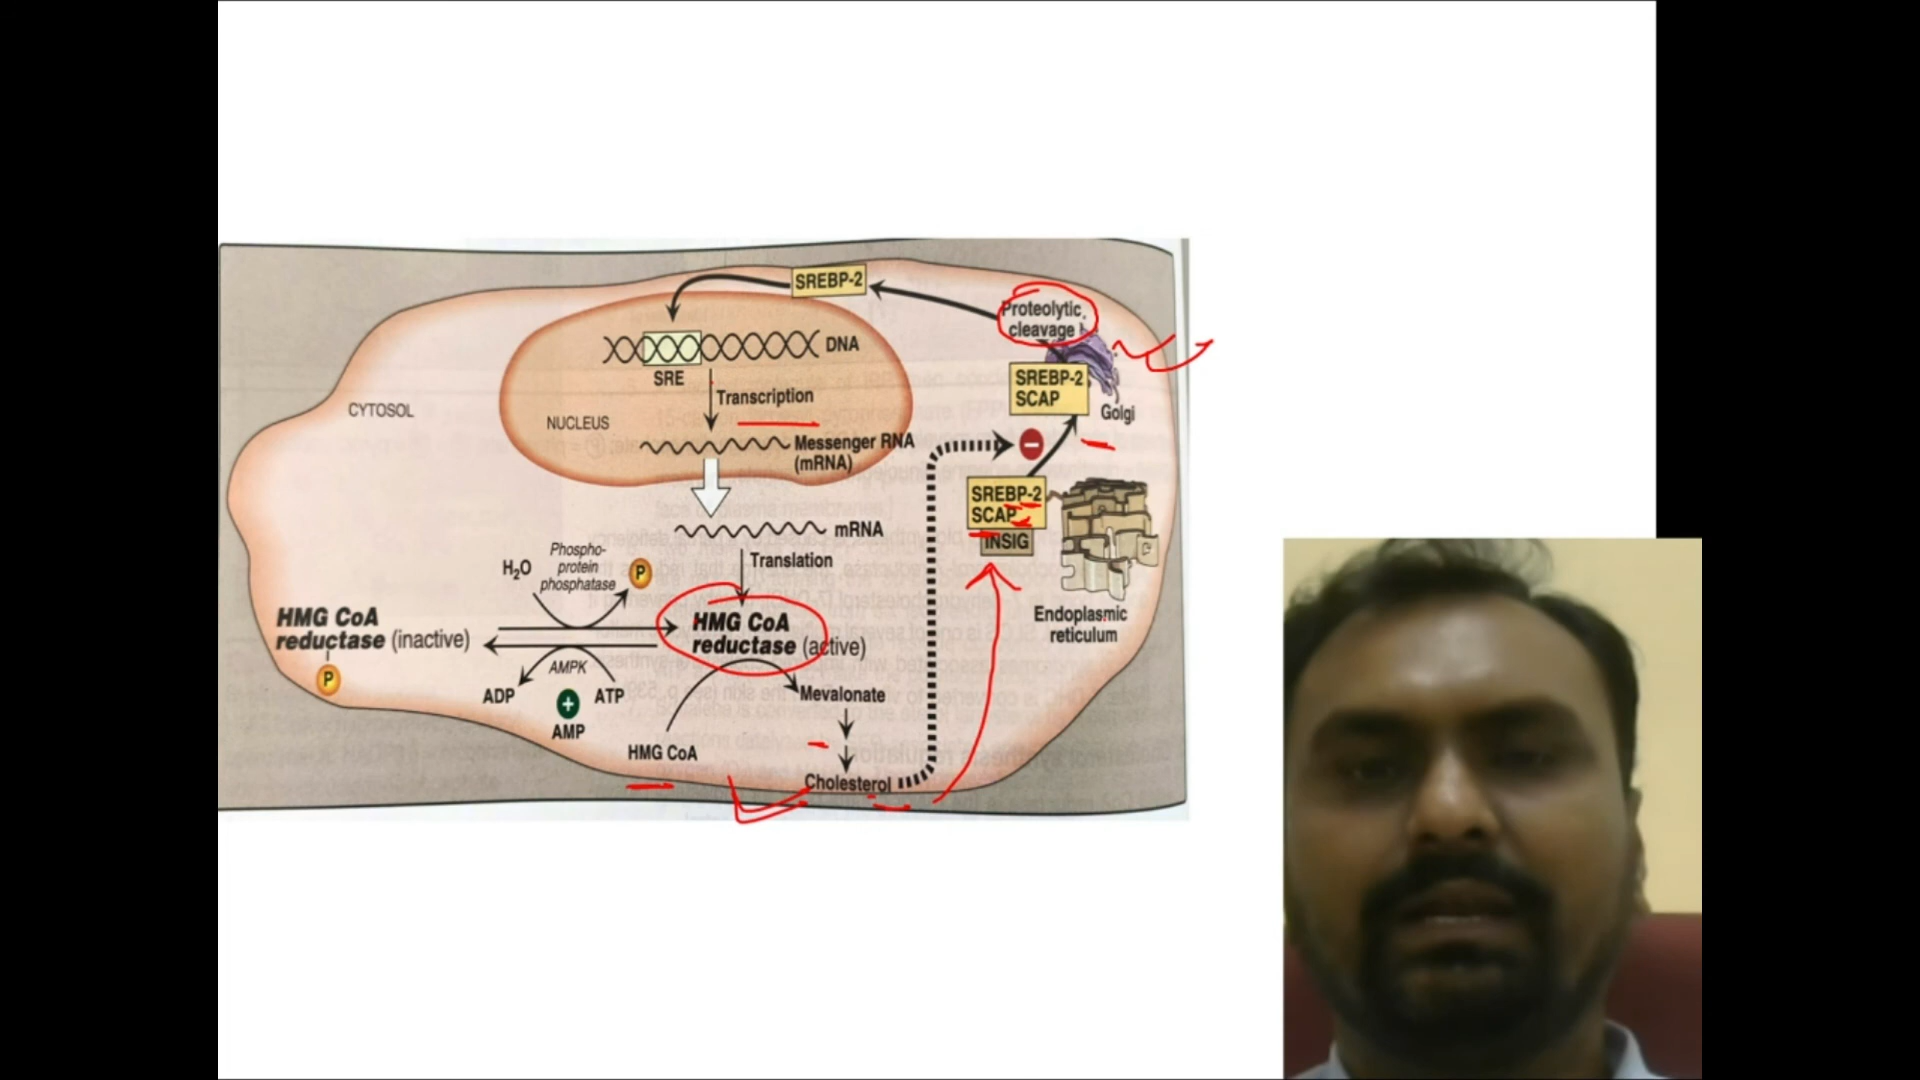 SREBP-2
Proteolytic
cleavage
DNA
SRE
SREBP-2
SCAP
Golgi
Transcription
CYTOSOL
NUCLEUS
Messenger RNA
(mRNA)
SREBP-2
SCAP
INSIG
mRNA
Endoplasmic
reticulum
Translation
H₂O
Phospho-
protein
phosphatase
P
HMG CoA
reductase (inactive)
P
HMG CoA
reductase (active)
AMPK
ADP
ATP
+
AMP
Mevalonate
HMG CoA
Cholesterol